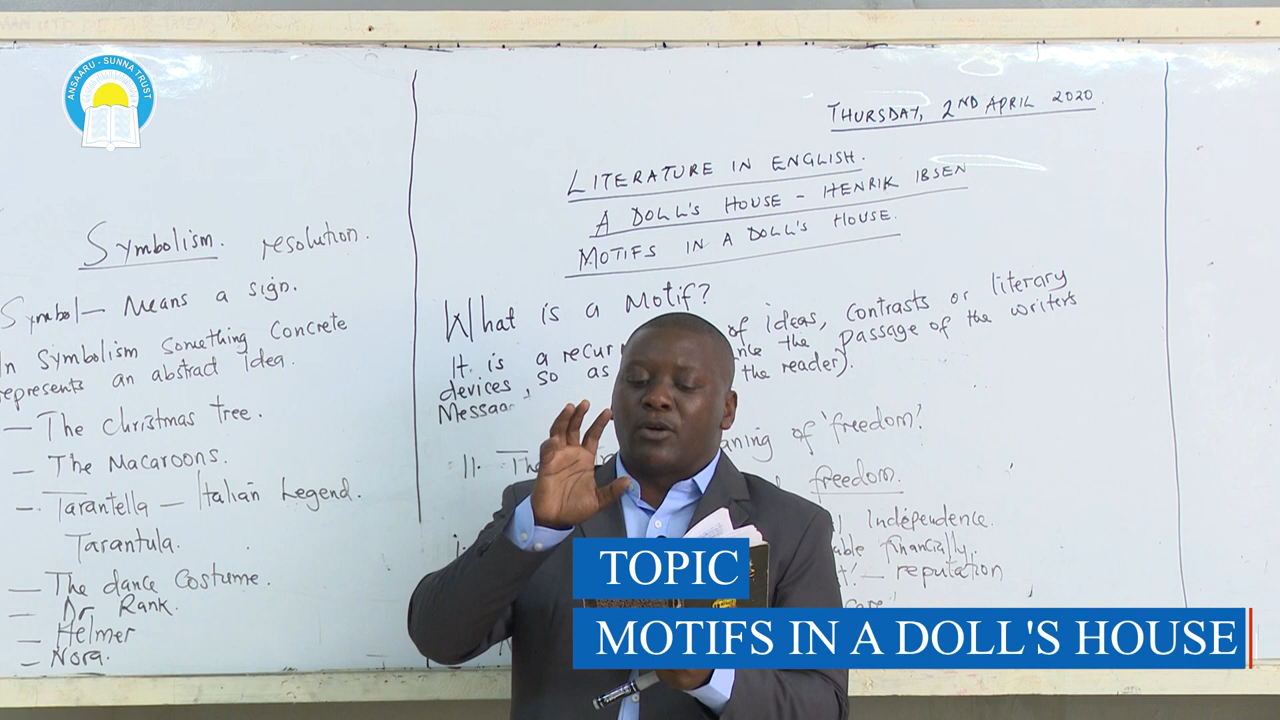 ANSAARU - SUNNA TRUST
THURSDAY, 2ND APRIL 2020.
LITERATURE IN ENGLISH.
A DOLL'S HOUSE - HENRIK IBSEN
MOTIFS IN A DOLL'S HOUSE.
Symbolism. resolution.
Symbol - Means a sign.
In Symbolism something concrete
represents an abstract Idea.
- The christmas tree.
- The Macaroons.
- Tarantella - Italian Legend.
Tarantula.
- The dance Costume.
- Dr. Rank.
- Helmer
- Nora.
What is a Motif?
It is a recur of ideas, contrasts or literary
devices, so as the passage of the writers
the reader).
11. The of 'freedom'
freedom.
Independence.
financially,
- reputation
TOPIC
MOTIFS IN A DOLL'S HOUSE